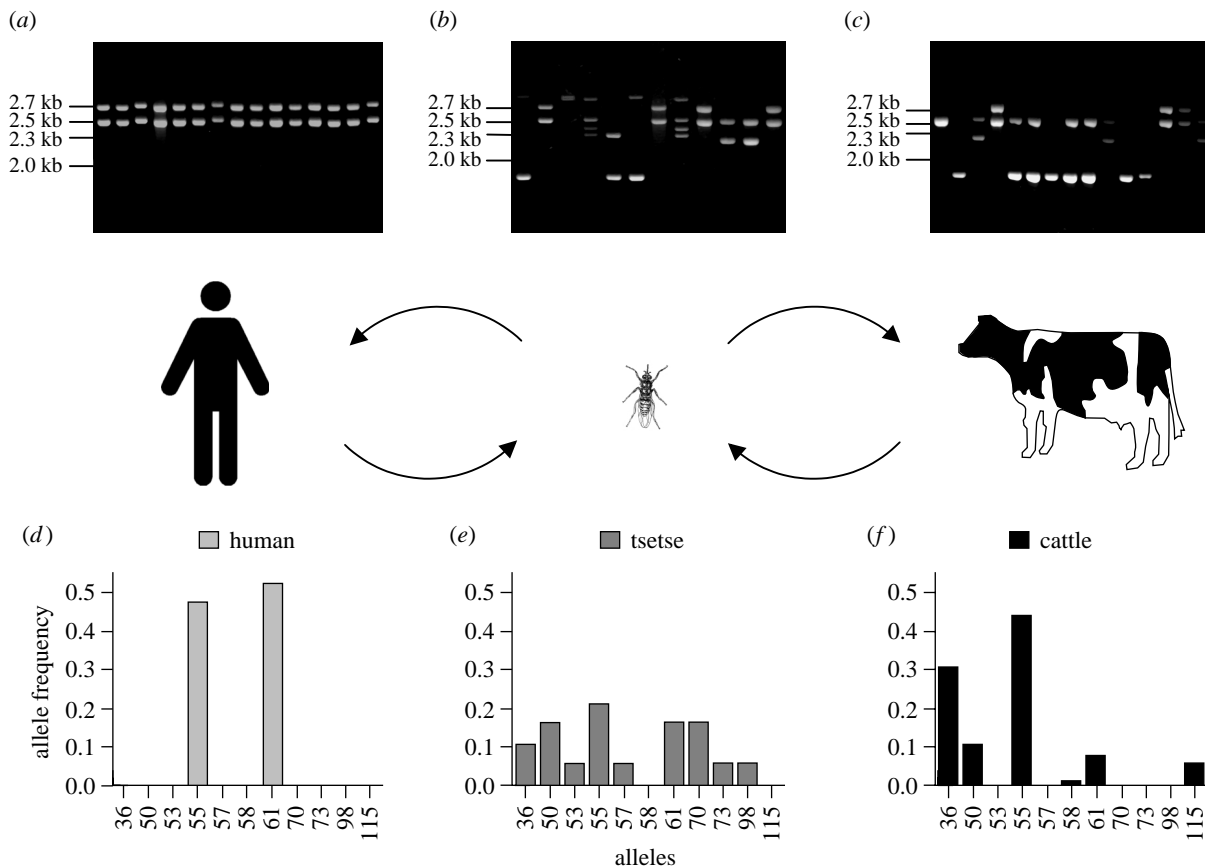 (a)
2.7 kb
2.5 kb
2.3 kb
2.0 kb
(b)
2.7 kb
2.5 kb
2.3 kb
2.0 kb
(c)
2.7 kb
2.5 kb
2.3 kb
2.0 kb
(d)
human
allele frequency
0.5
0.4
0.3
0.2
0.1
0.0
36 50 53 55 57 58 61 70 73 98 115
(e)
tsetse
0.5
0.4
0.3
0.2
0.1
0.0
36 50 53 55 57 58 61 70 73 98 115
alleles
(f)
cattle
0.5
0.4
0.3
0.2
0.1
0.0
36 50 53 55 57 58 61 70 73 98 115